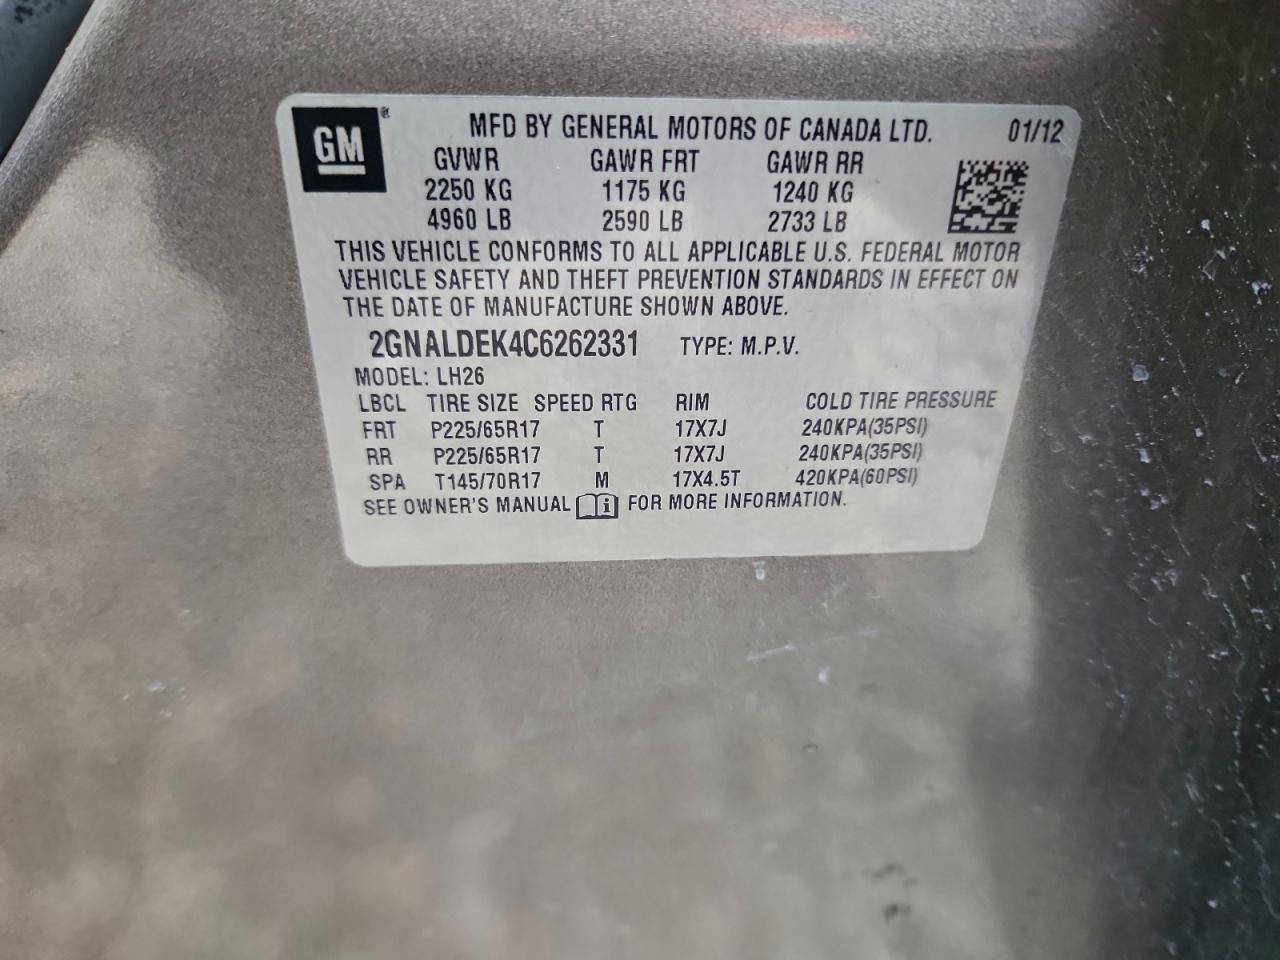 GM ®
MFD BY GENERAL MOTORS OF CANADA LTD. 01/12
GVWR GAWR FRT GAWR RR
2250 KG 1175 KG 1240 KG
4960 LB 2590 LB 2733 LB
THIS VEHICLE CONFORMS TO ALL APPLICABLE U.S. FEDERAL MOTOR
VEHICLE SAFETY AND THEFT PREVENTION STANDARDS IN EFFECT ON
THE DATE OF MANUFACTURE SHOWN ABOVE.
2GNALDEK4C6262331 TYPE: M.P.V.
MODEL: LH26
LBCL TIRE SIZE SPEED RTG RIM COLD TIRE PRESSURE
FRT P225/65R17 T 17X7J 240KPA(35PSI)
RR P225/65R17 T 17X7J 240KPA(35PSI)
SPA T145/70R17 M 17X4.5T 420KPA(60PSI)
SEE OWNER'S MANUAL i FOR MORE INFORMATION.